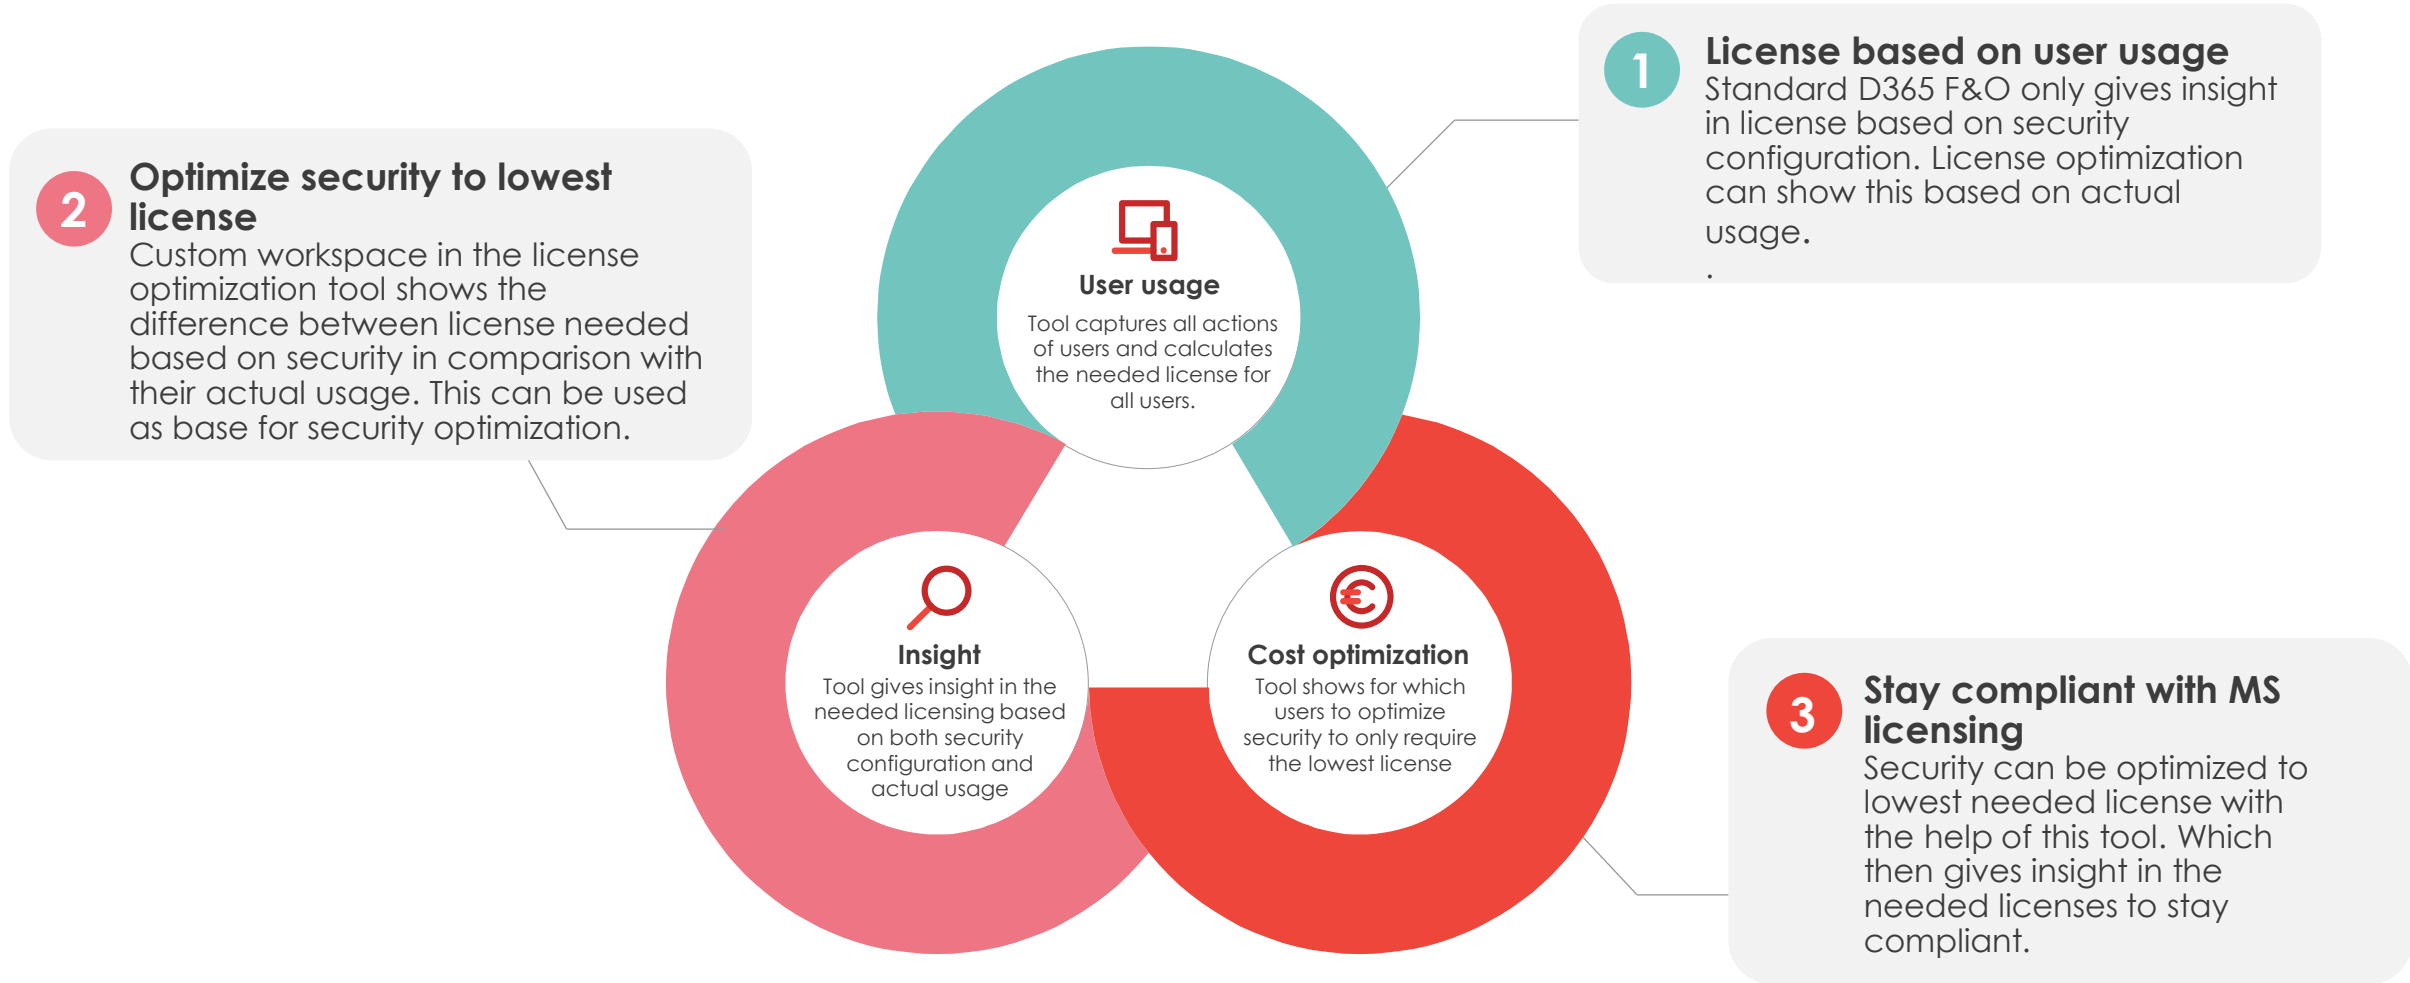 1
License based on user usage
Standard D365 F&O only gives insight
in license based on security
configuration. License optimization
can show this based on actual
usage.
.
2
Optimize security to lowest
license
Custom workspace in the license
optimization tool shows the
difference between license needed
based on security in comparison with
their actual usage. This can be used
as base for security optimization.
User usage
Tool captures all actions
of users and calculates
the needed license for
all users.
Insight
Tool gives insight in the
needed licensing based
on both security
configuration and
actual usage
Cost optimization
Tool shows for which
users to optimize
security to only require
the lowest license
3
Stay compliant with MS
licensing
Security can be optimized to
lowest needed license with
the help of this tool. Which
then gives insight in the
needed licenses to stay
compliant.